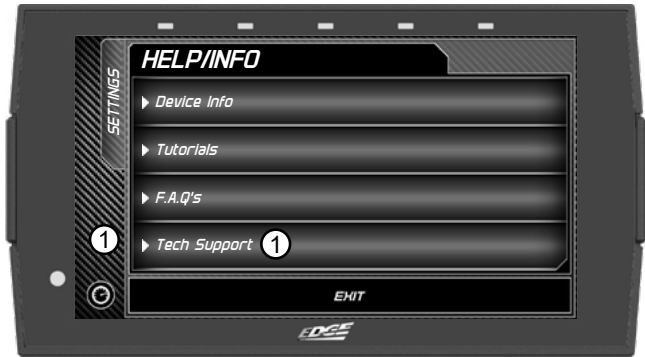 HELP/INFO
SETTINGS
Device Info
Tutorials
F.A.Q's
1
Tech Support 1
EXIT
EDGE